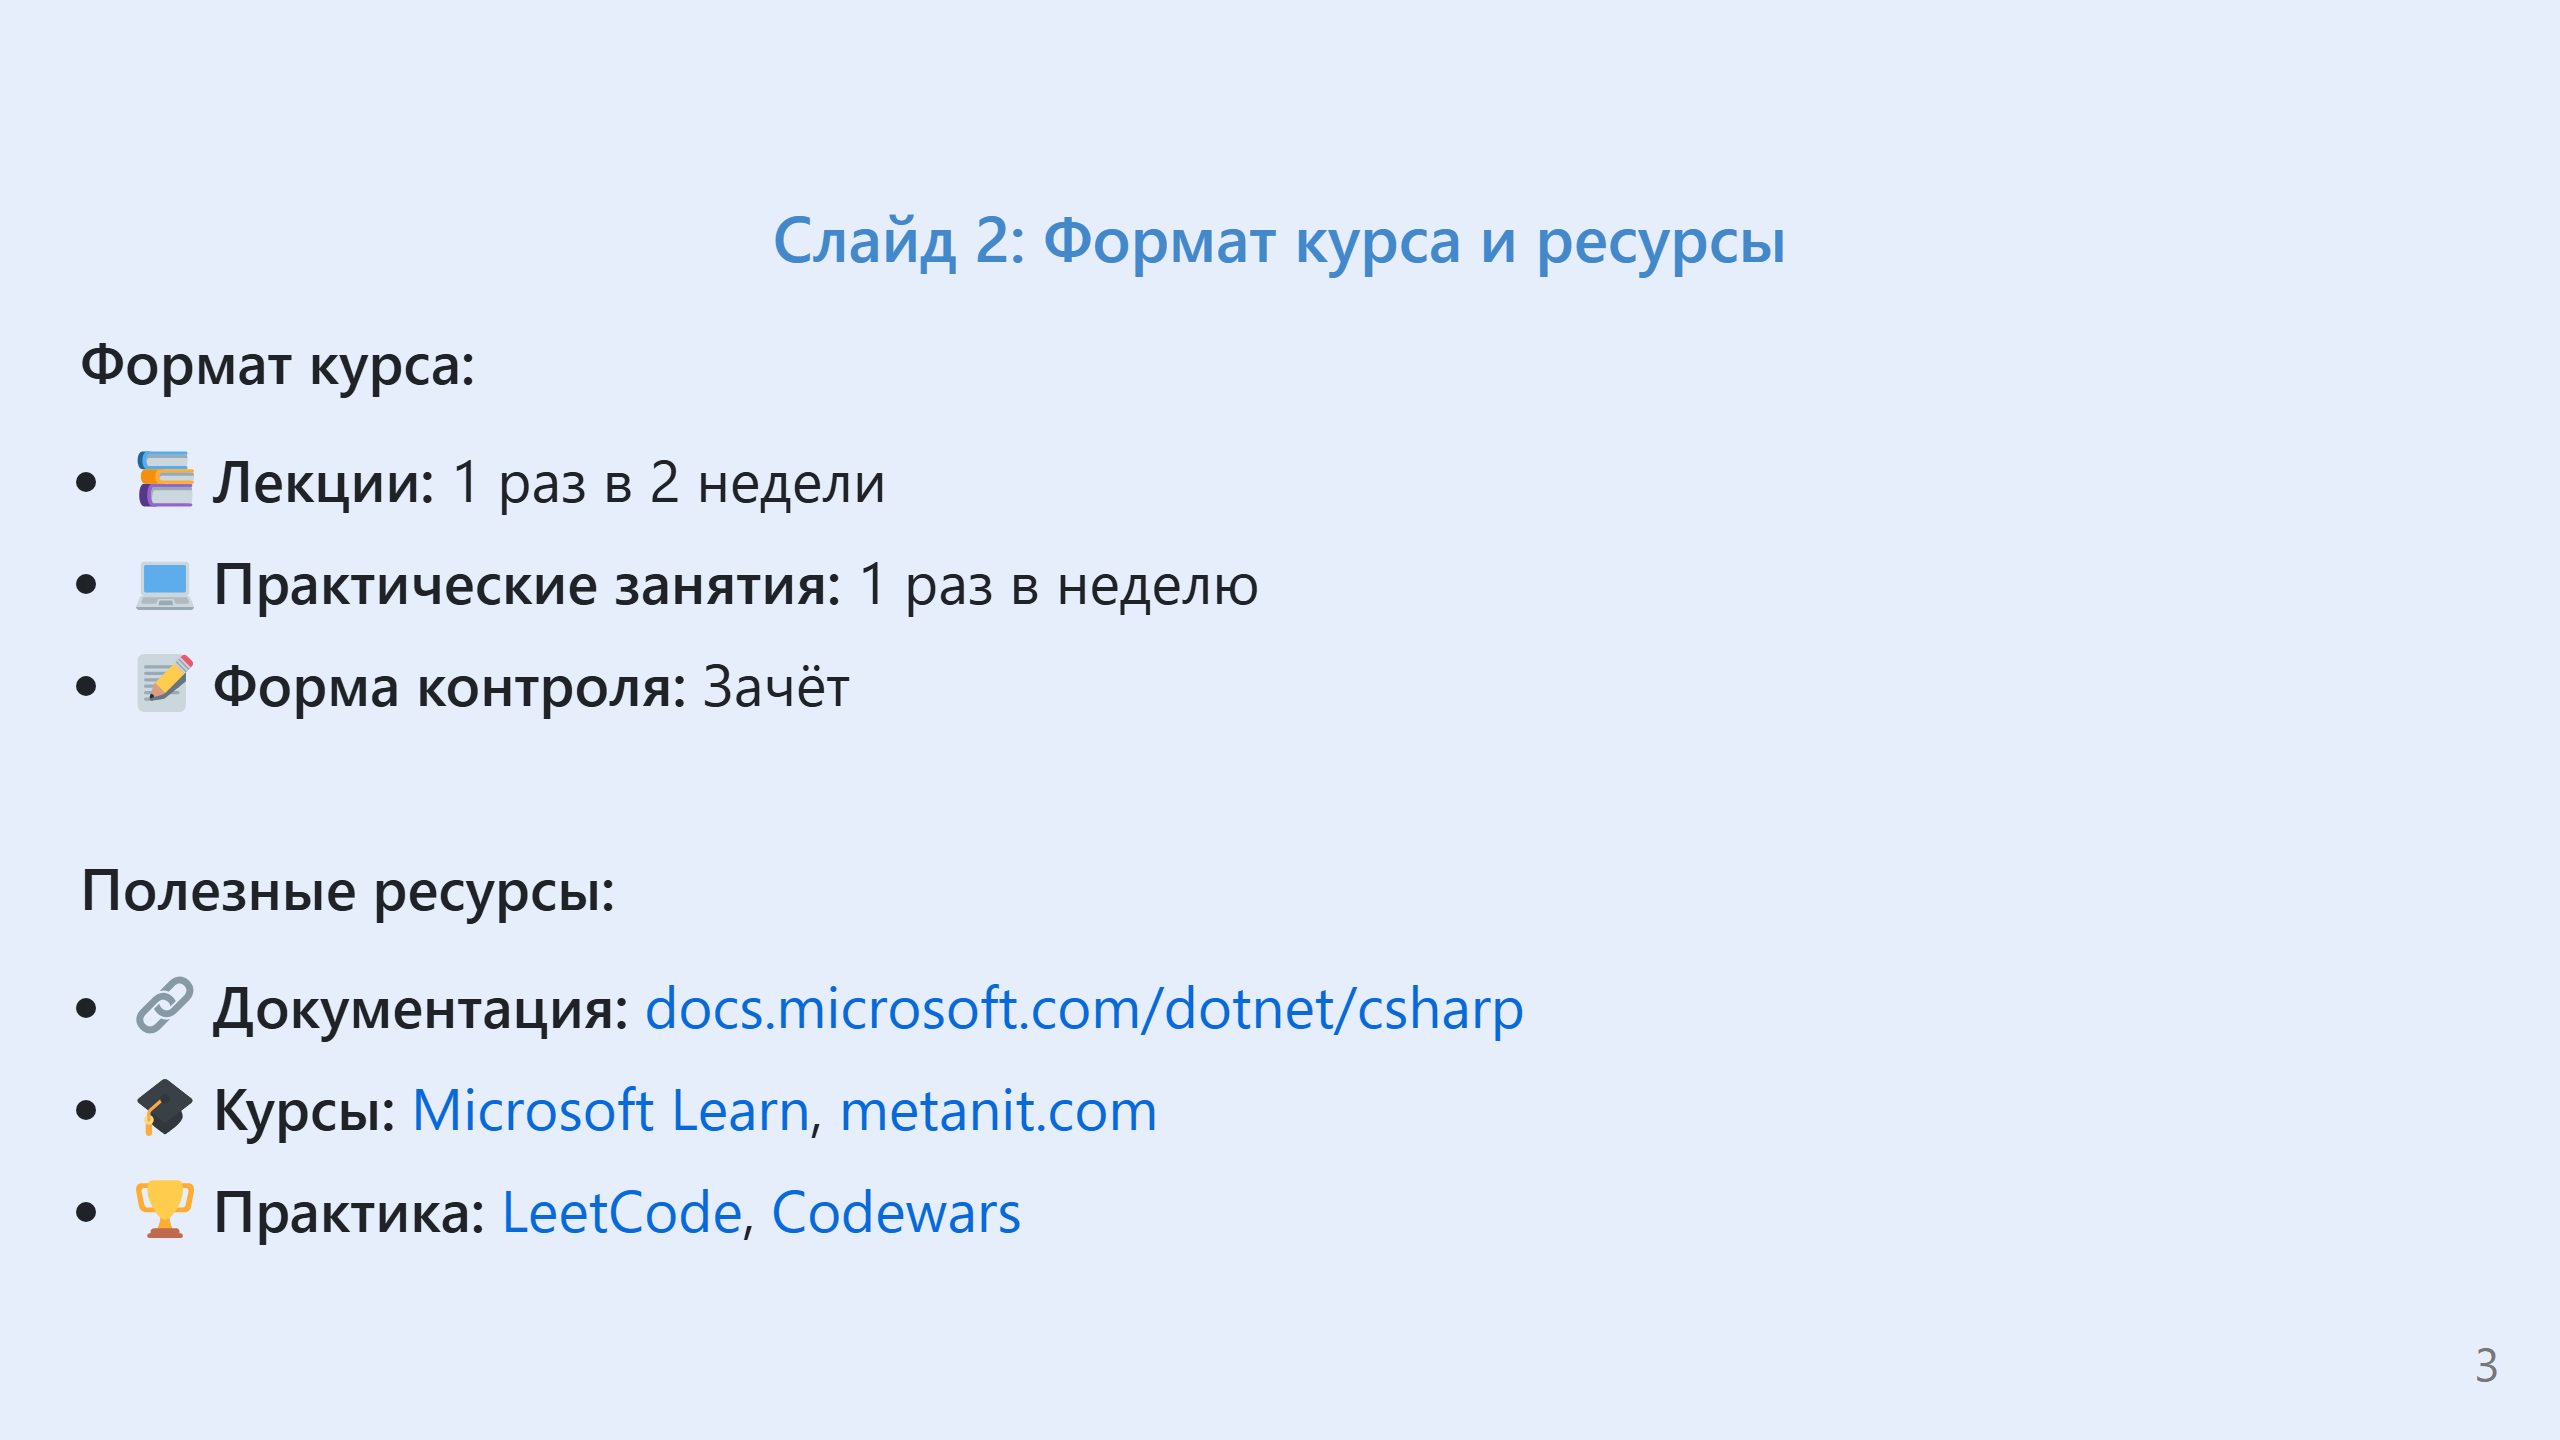 Слайд 2: Формат курса и ресурсы
Формат курса:
• 📚 Лекции: 1 раз в 2 недели
• 💻 Практические занятия: 1 раз в неделю
• 📝 Форма контроля: Зачёт
Полезные ресурсы:
• 🔗 Документация: docs.microsoft.com/dotnet/csharp
• 🎓 Курсы: Microsoft Learn, metanit.com
• 🏆 Практика: LeetCode, Codewars
3